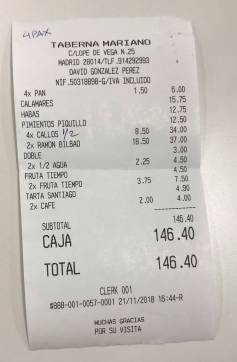 4PAX
TABERNA MARIANO
C/LOPE DE VEGA N.25
MADRID 28014/TLF.914292993
DAVID GONZALEZ PEREZ
NIF.50318898-G/IVA INCLUIDO
4x PAN 1.50 6.00
CALAMARES 15.75
HABAS 12.75
PIMIENTOS PIQUILLO 12.50
4x CALLOS 1/2 8.50 34.00
2x RAMON BILBAO 18.50 37.00
DOBLE 3.00
2x 1/2 AGUA 2.25 4.50
FRUTA TIEMPO 4.50
2x FRUTA TIEMPO 3.75 7.50
TARTA SANTIAGO 4.90
2x CAFE 2.00 4.00
SUBTOTAL 146.40
CAJA 146.40
TOTAL 146.40
CLERK 001
#888-001-0057-0001 21/11/2018 16:44-R
MUCHAS GRACIAS
POR SU VISITA